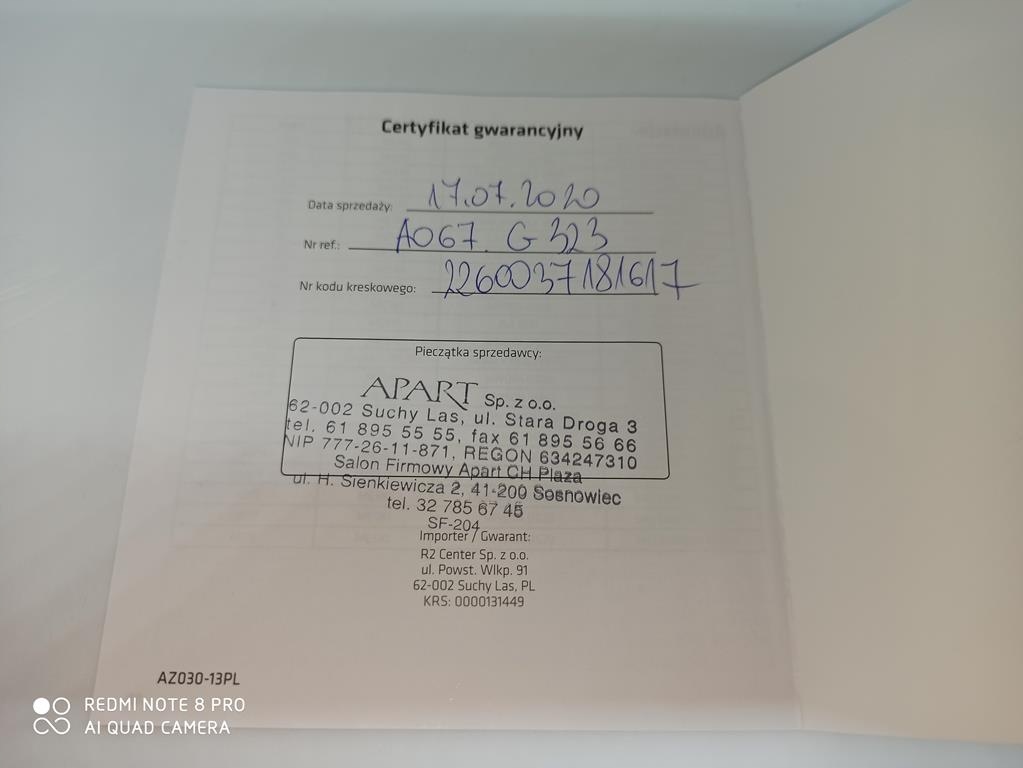 Certyfikat gwarancyjny
Data sprzedaży: 17.07.2020
Nr ref.: A067 G323
Nr kodu kreskowego: 2260037181617
Pieczątka sprzedawcy:
APART Sp. z o.o.
62-002 Suchy Las, ul. Stara Droga 3
tel. 61 895 55 55, fax 61 895 56 66
NIP 777-26-11-871, REGON 634247310
Salon Firmowy Apart CH Plaza
ul. H. Sienkiewicza 2, 41-200 Sosnowiec
tel. 32 785 67 45
SF-204
Importer / Gwarant:
R2 Center Sp. z o.o.
ul. Powst. Wlkp. 91
62-002 Suchy Las, PL
KRS: 0000131449
AZ030-13PL
REDMI NOTE 8 PRO
AI QUAD CAMERA